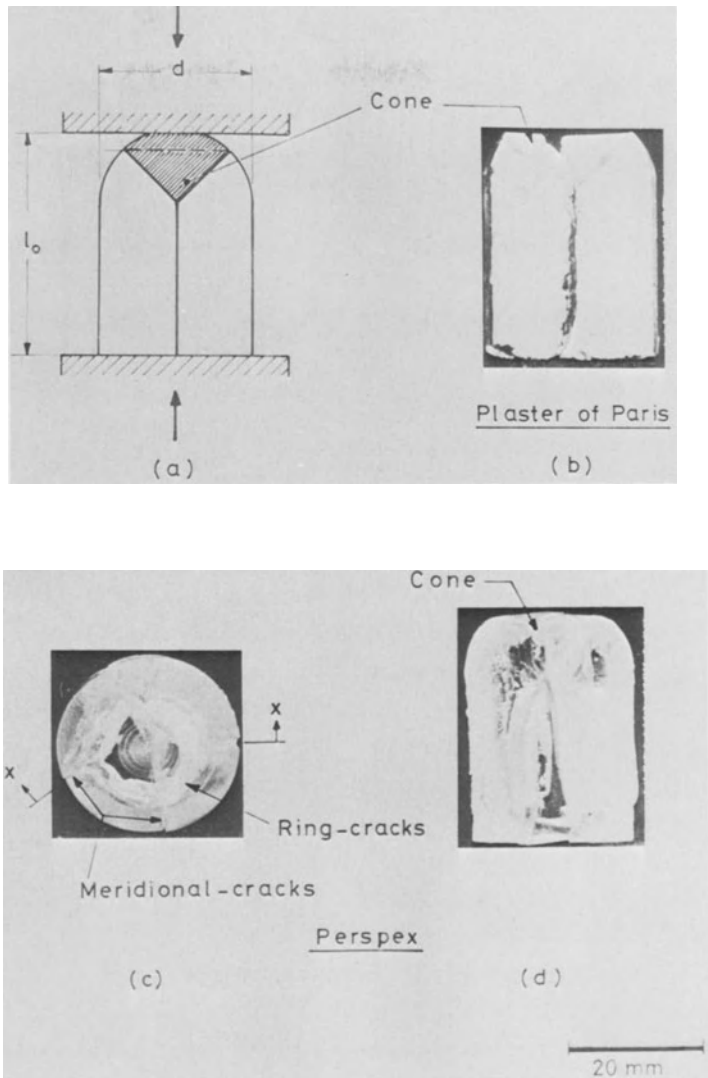 d
Cone
l₀
Plaster of Paris
(a)
(b)
Cone
x
x
Ring-cracks
Meridional-cracks
Perspex
(c)
(d)
20 mm